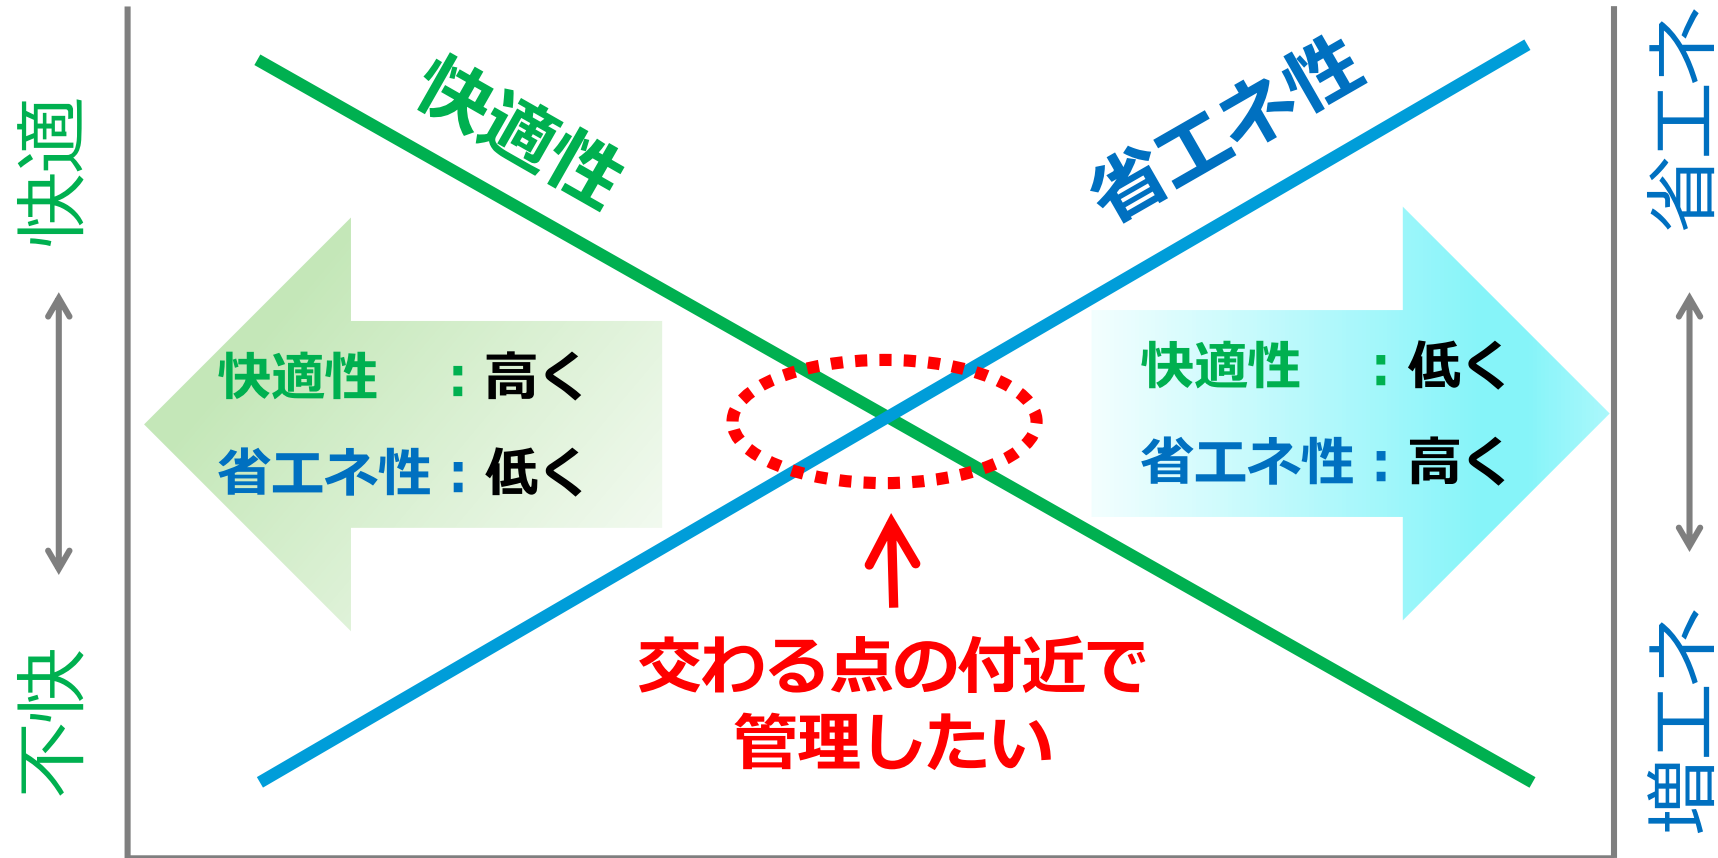 快適
不快
快適性
省エネ性
快適性　：高く
省エネ性：低く
快適性　：低く
省エネ性：高く
交わる点の付近で
管理したい
省エネ
増エネ